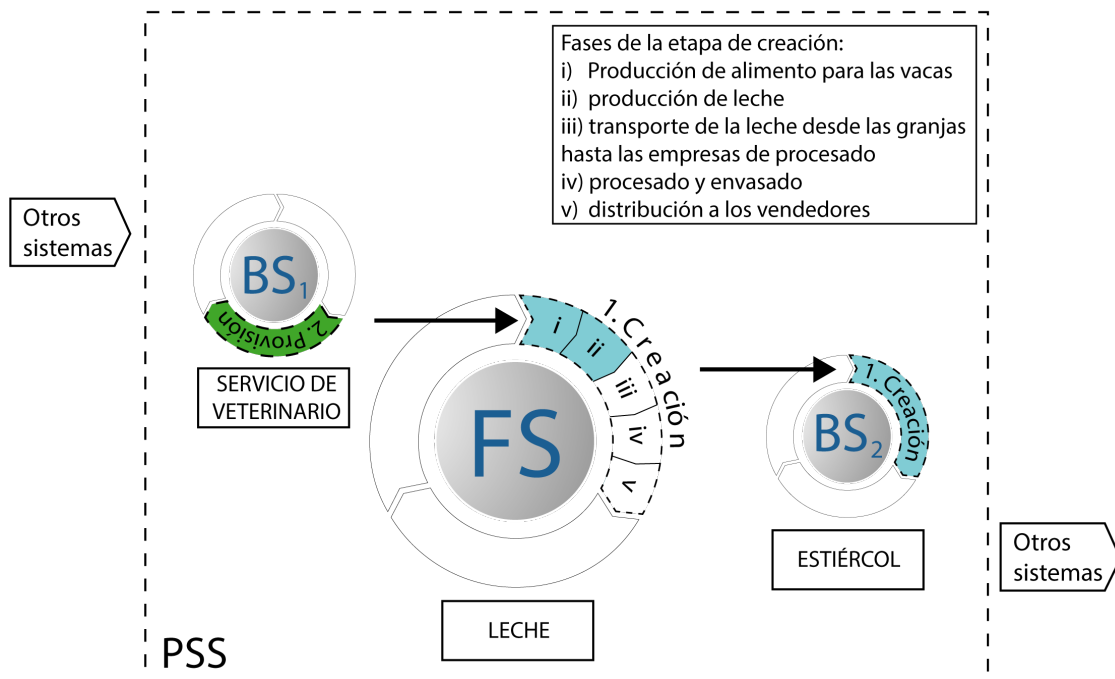 Fases de la etapa de creación:
i) Producción de alimento para las vacas
ii) producción de leche
iii) transporte de la leche desde las granjas
hasta las empresas de procesado
iv) procesado y envasado
v) distribución a los vendedores
Otros
sistemas
BS1
2. Provisión
SERVICIO DE
VETERINARIO
FS
1. Creación
i
ii
iii
iv
v
LECHE
BS2
1. Creación
ESTIÉRCOL
Otros
sistemas
PSS